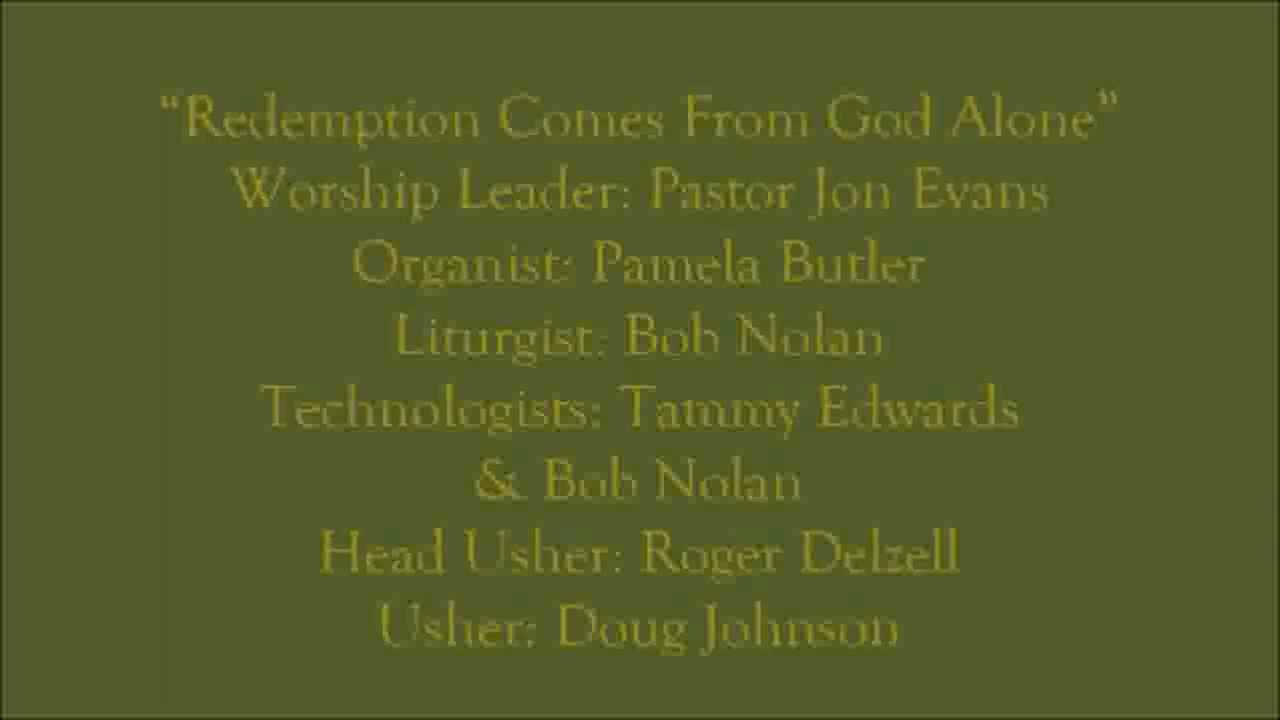 “Redemption Comes From God Alone”
Worship Leader: Pastor Jon Evans
Organist: Pamela Butler
Liturgist: Bob Nolan
Technologists: Tammy Edwards
& Bob Nolan
Head Usher: Roger Delzell
Usher: Doug Johnson